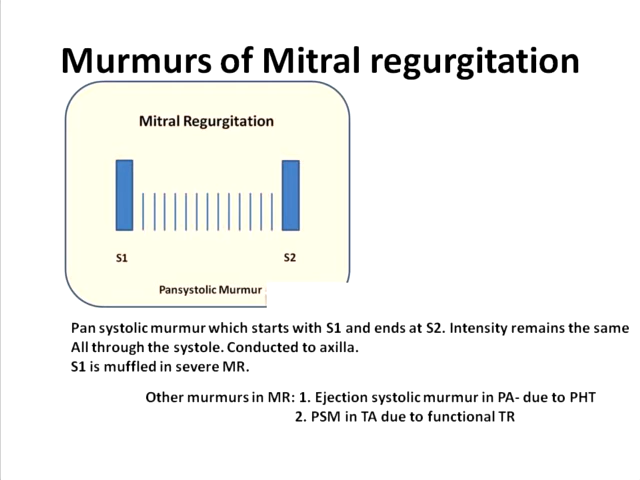 Murmurs of Mitral regurgitation
Mitral Regurgitation
S1 S2
Pansystolic Murmur
Pan systolic murmur which starts with S1 and ends at S2. Intensity remains the same
All through the systole. Conducted to axilla.
S1 is muffled in severe MR.
Other murmurs in MR: 1. Ejection systolic murmur in PA- due to PHT
2. PSM in TA due to functional TR